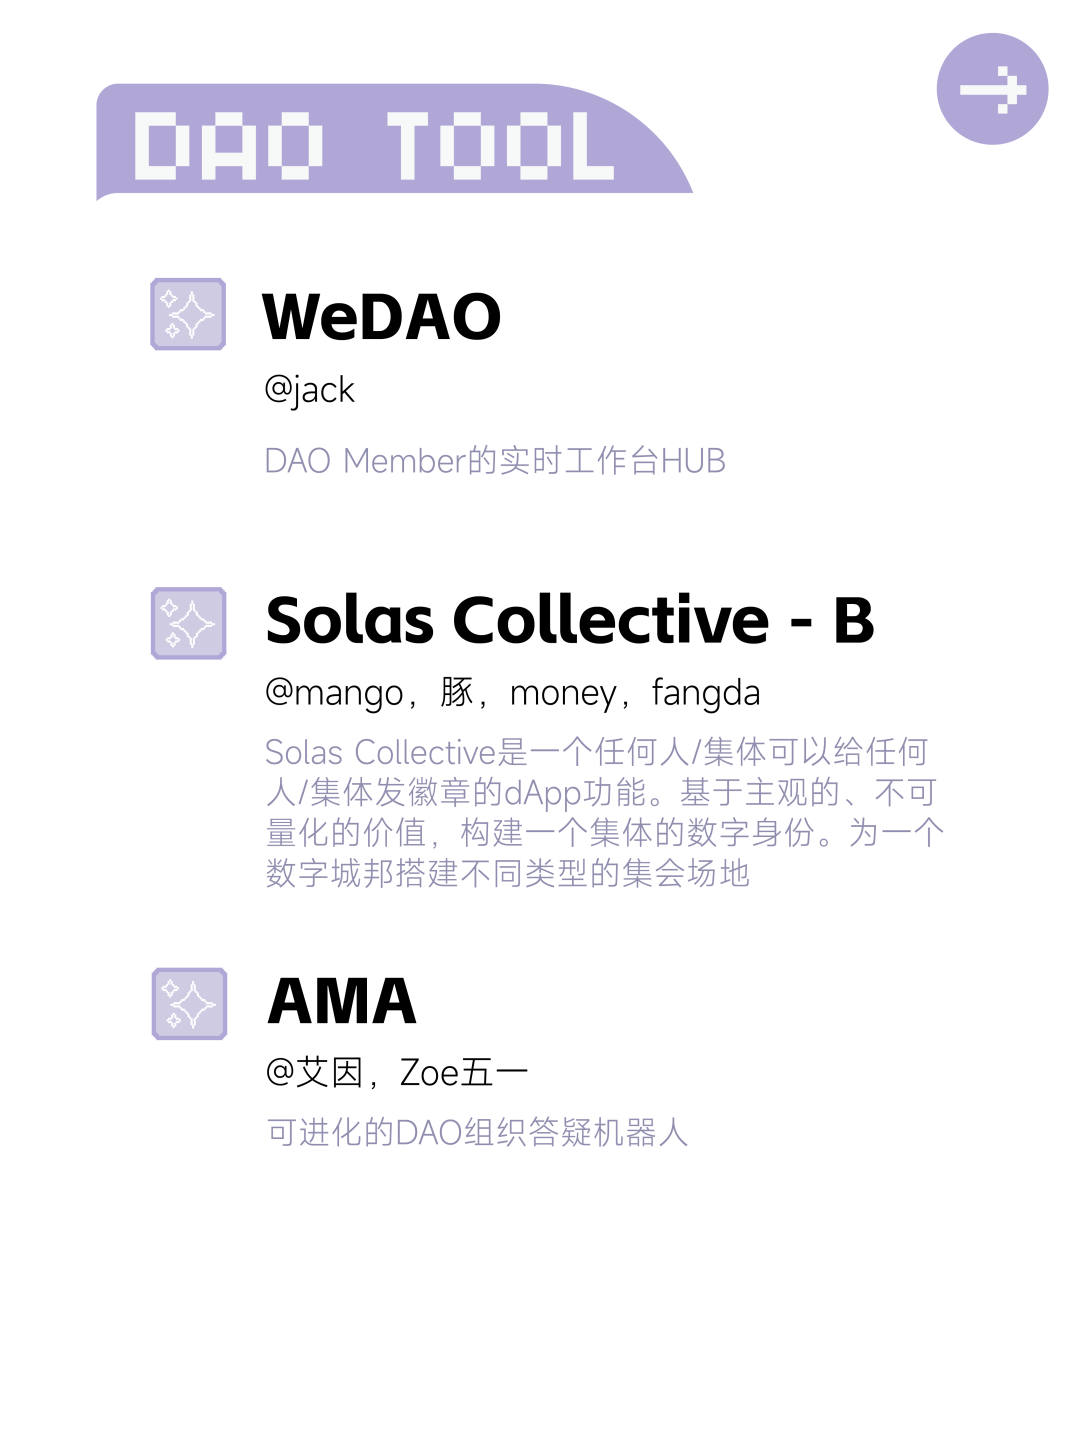 DAO TOOL
WeDAO
@jack
DAO Member的实时工作台HUB
Solas Collective - B
@mango，豚，money，fangda
Solas Collective是一个任何人/集体可以给任何
人/集体发徽章的dApp功能。基于主观的、不可
量化的价值，构建一个集体的数字身份。为一个
数字城邦搭建不同类型的集会场地
AMA
@艾因，Zoe五一
可进化的DAO组织答疑机器人